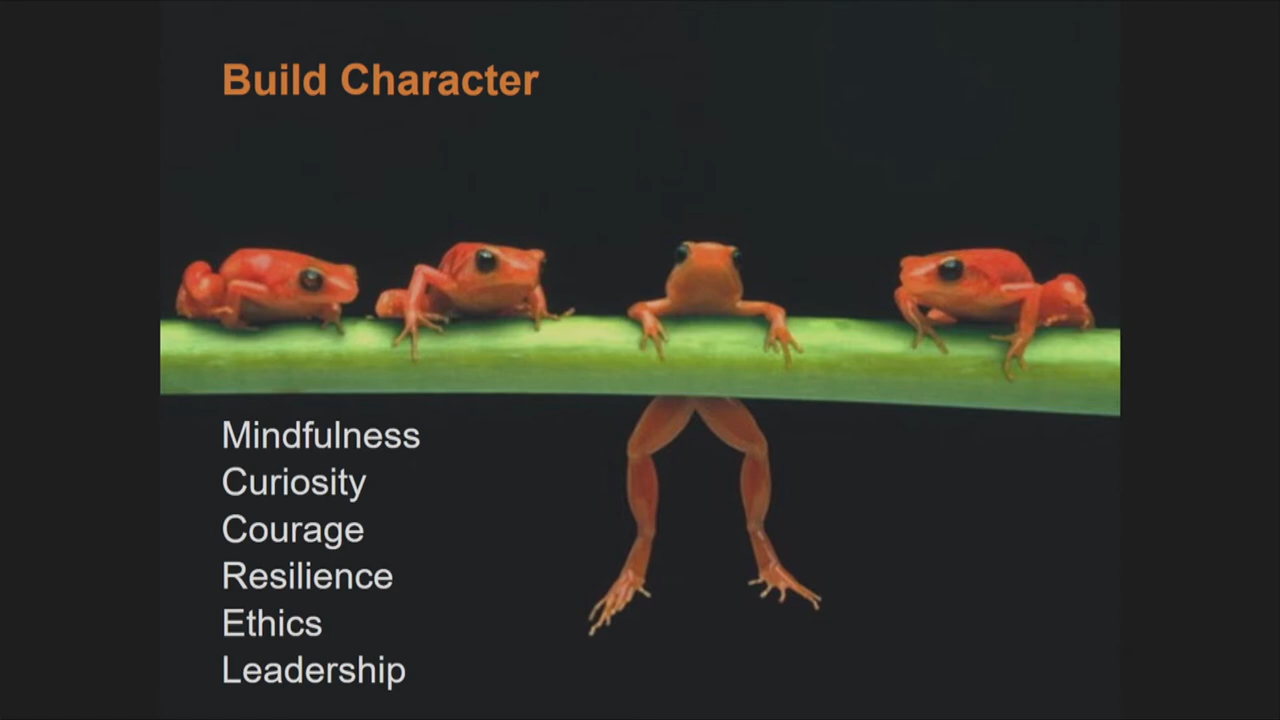 Build Character
Mindfulness
Curiosity
Courage
Resilience
Ethics
Leadership